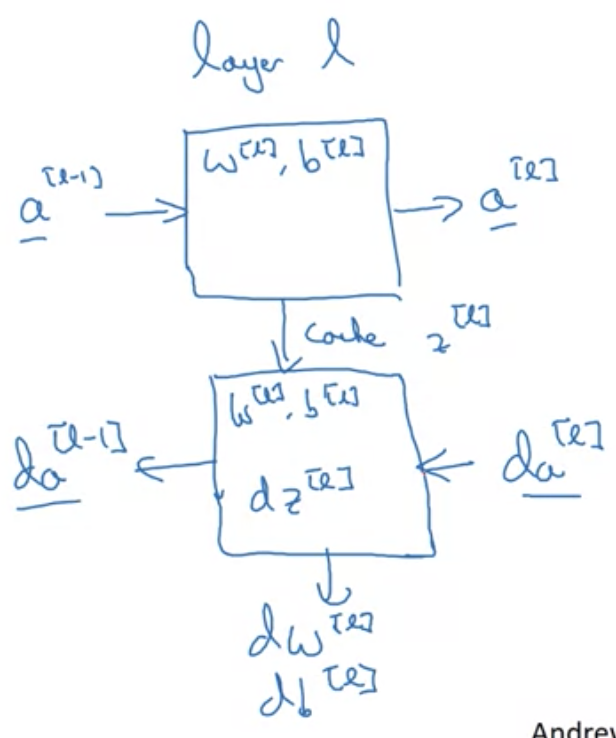 layer l
w^[l], b^[l]
a^[l-1]
a^[l]
cache z^[l]
w^[l], b^[l]
da^[l-1]
da^[l]
dz^[l]
dw^[l]
db^[l]
Andrew